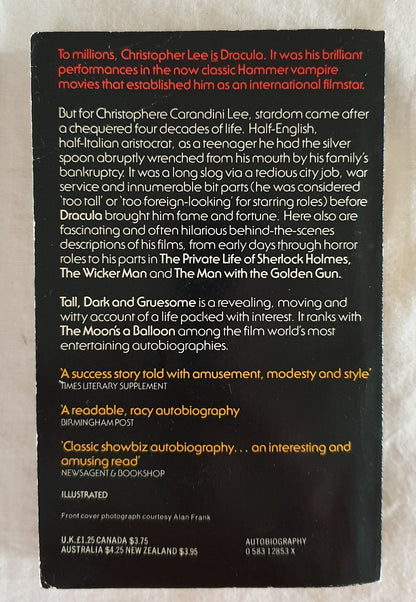 To millions, Christopher Lee is Dracula. It was his brilliant
performances in the now classic Hammer vampire
movies that established him as an international filmstar.
But for Christophere Carandini Lee, stardom came after
a chequered four decades of life. Half-English,
half-Italian aristocrat, as a teenager he had the silver
spoon abruptly wrenched from his mouth by his family's
bankruptcy. It was a long slog via a tedious city job, war
service and innumerable bit parts (he was considered
'too tall' or 'too foreign-looking' for starring roles) before
Dracula brought him fame and fortune. Here also are
fascinating and often hilarious behind-the-scenes
descriptions of his films, from early days through horror
roles to his parts in The Private Life of Sherlock Holmes,
The Wicker Man and The Man with the Golden Gun.
Tall, Dark and Gruesome is a revealing, moving and
witty account of a life packed with interest. It ranks with
The Moon's a Balloon among the film world's most
entertaining autobiographies.
'A success story told with amusement, modesty and style'
TIMES LITERARY SUPPLEMENT
'A readable, racy autobiography
BIRMINGHAM POST
'Classic showbiz autobiography... an interesting and
amusing read'
NEWSAGENT & BOOKSHOP
ILLUSTRATED
Front cover photograph courtesy Alan Frank
U.K. £1.25 CANADA $3.75 AUTOBIOGRAPHY
AUSTRALIA $4.25 NEW ZEALAND $3.95 0 583 12853 X